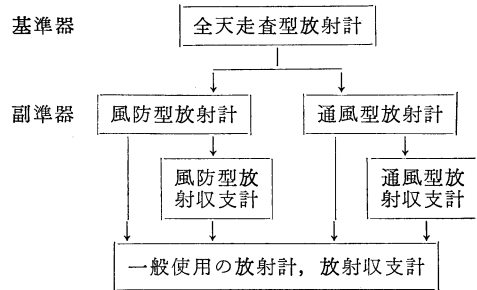 基準器 全天走査型放射計
副準器 風防型放射計 通風型放射計
風防型放
射収支計
通風型放
射収支計
一般使用の放射計,放射収支計